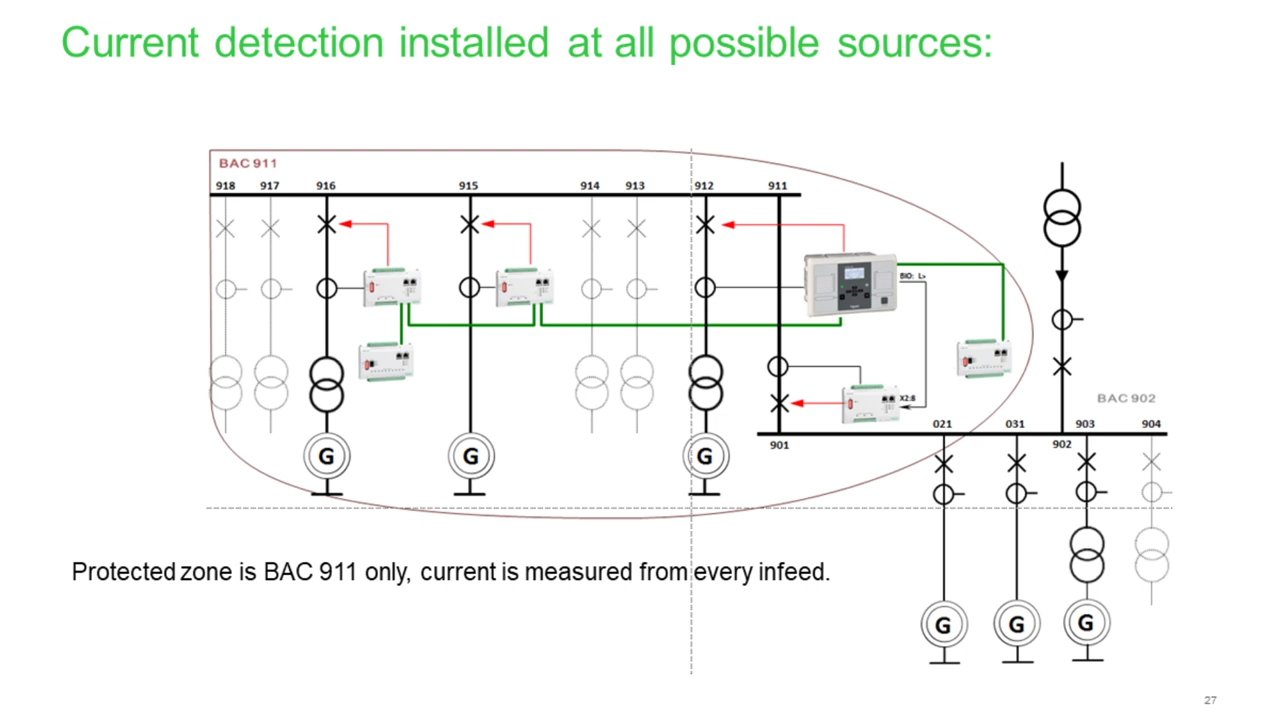 Current detection installed at all possible sources:
BAC 911
918 917 916 915 914 913 912 911
BIO: L>
X2:8
BAC 902
021 031 903 904
901 902
G G G
Protected zone is BAC 911 only, current is measured from every infeed.
G G G
27